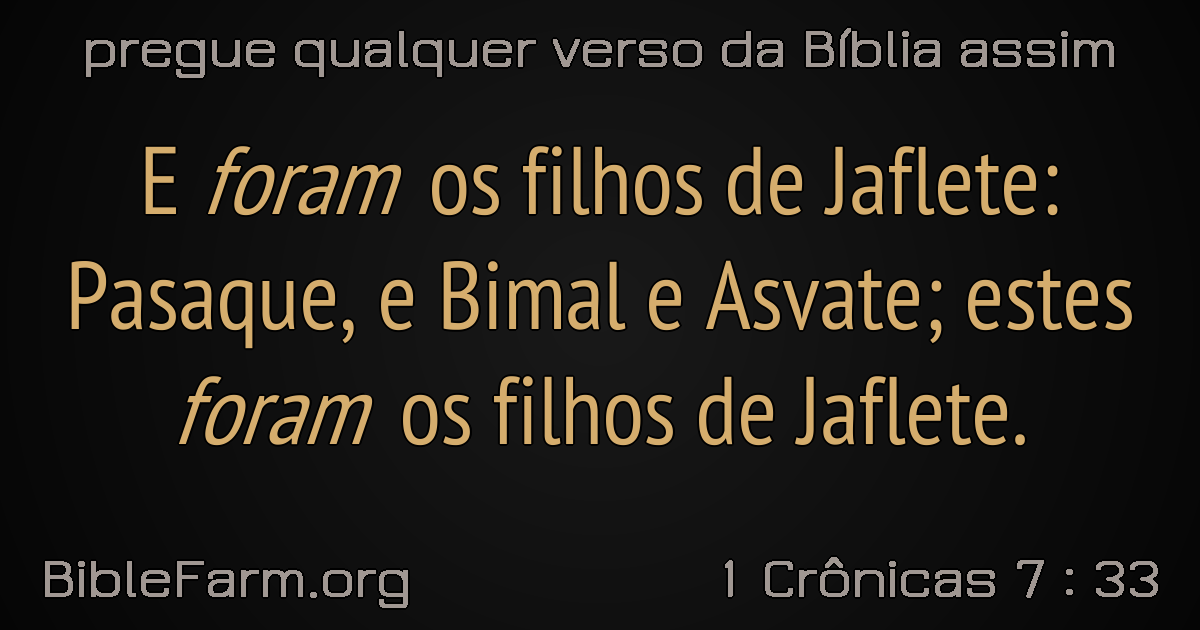 pregue qualquer verso da Bíblia assim
E foram os filhos de Jaflete:
Pasaque, e Bimal e Asvate; estes
foram os filhos de Jaflete.
BibleFarm.org
1 Crônicas 7 : 33